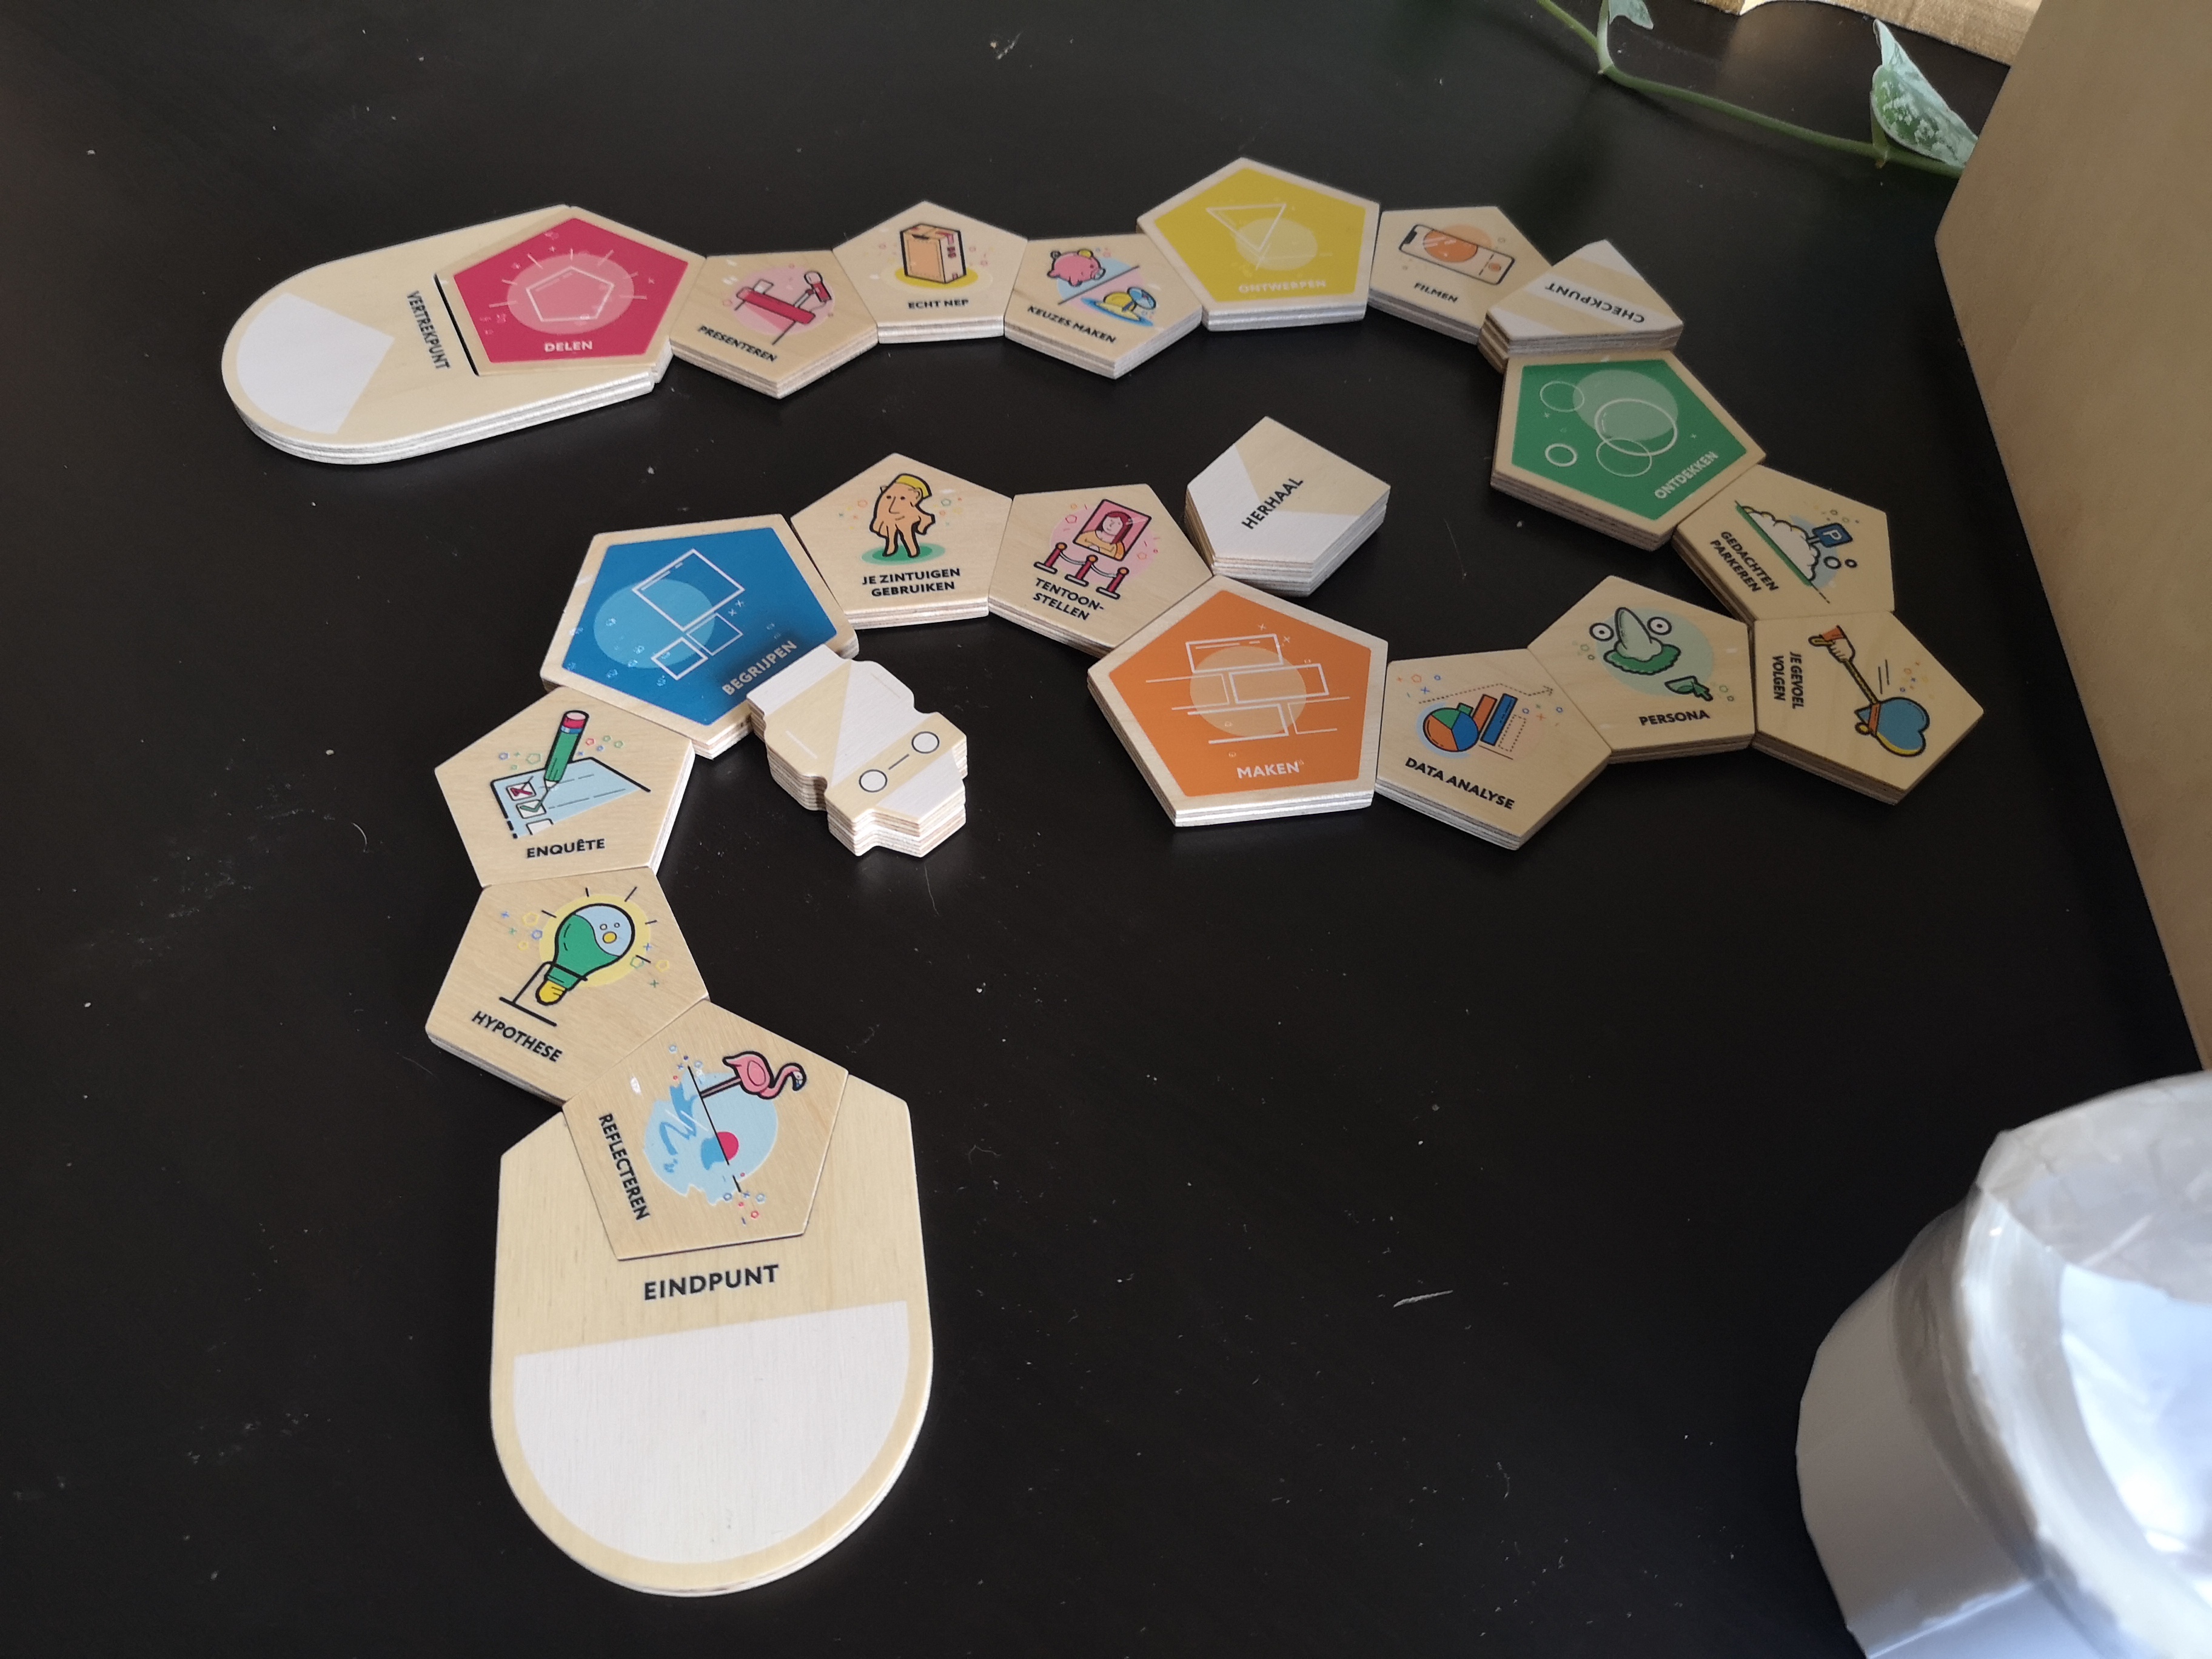 VERTREKPUNT
DELEN
PRESENTEREN
ECHT NEP
KEUZES MAKEN
ONTWERPEN
FILMEN
CHECKPUNT
ONTDEKKEN
GEDACHTEN
PARKEREN
JE GEVOEL
VOLGEN
PERSONA
DATA ANALYSE
MAKEN
HERHAAL
TENTOON-
STELLEN
JE ZINTUIGEN
GEBRUIKEN
BEGRIJPEN
ENQUÊTE
HYPOTHESE
REFLECTEREN
EINDPUNT
P